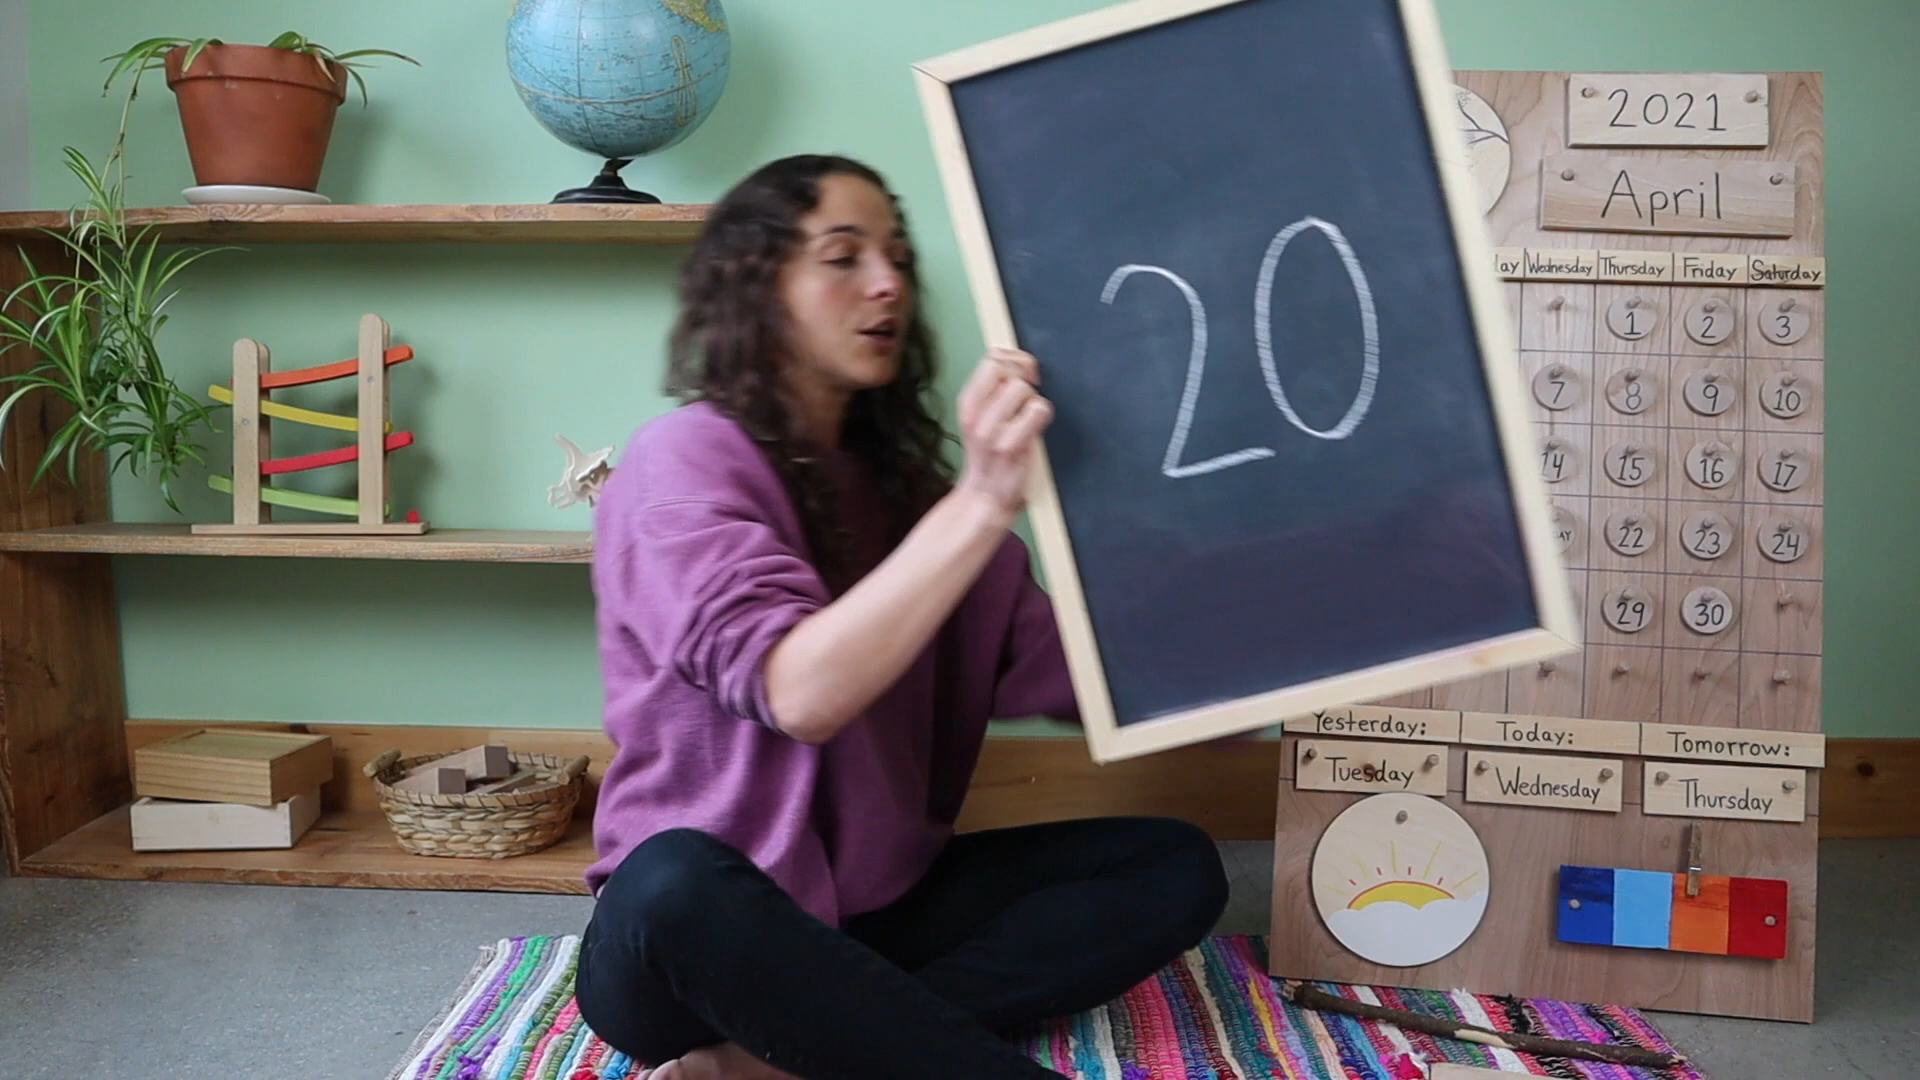 20
2021
April
Wednesday Thursday Friday Saturday
1 2 3
7 8 9 10
14 15 16 17
22 23 24
29 30
Yesterday: Today: Tomorrow:
Tuesday Wednesday Thursday